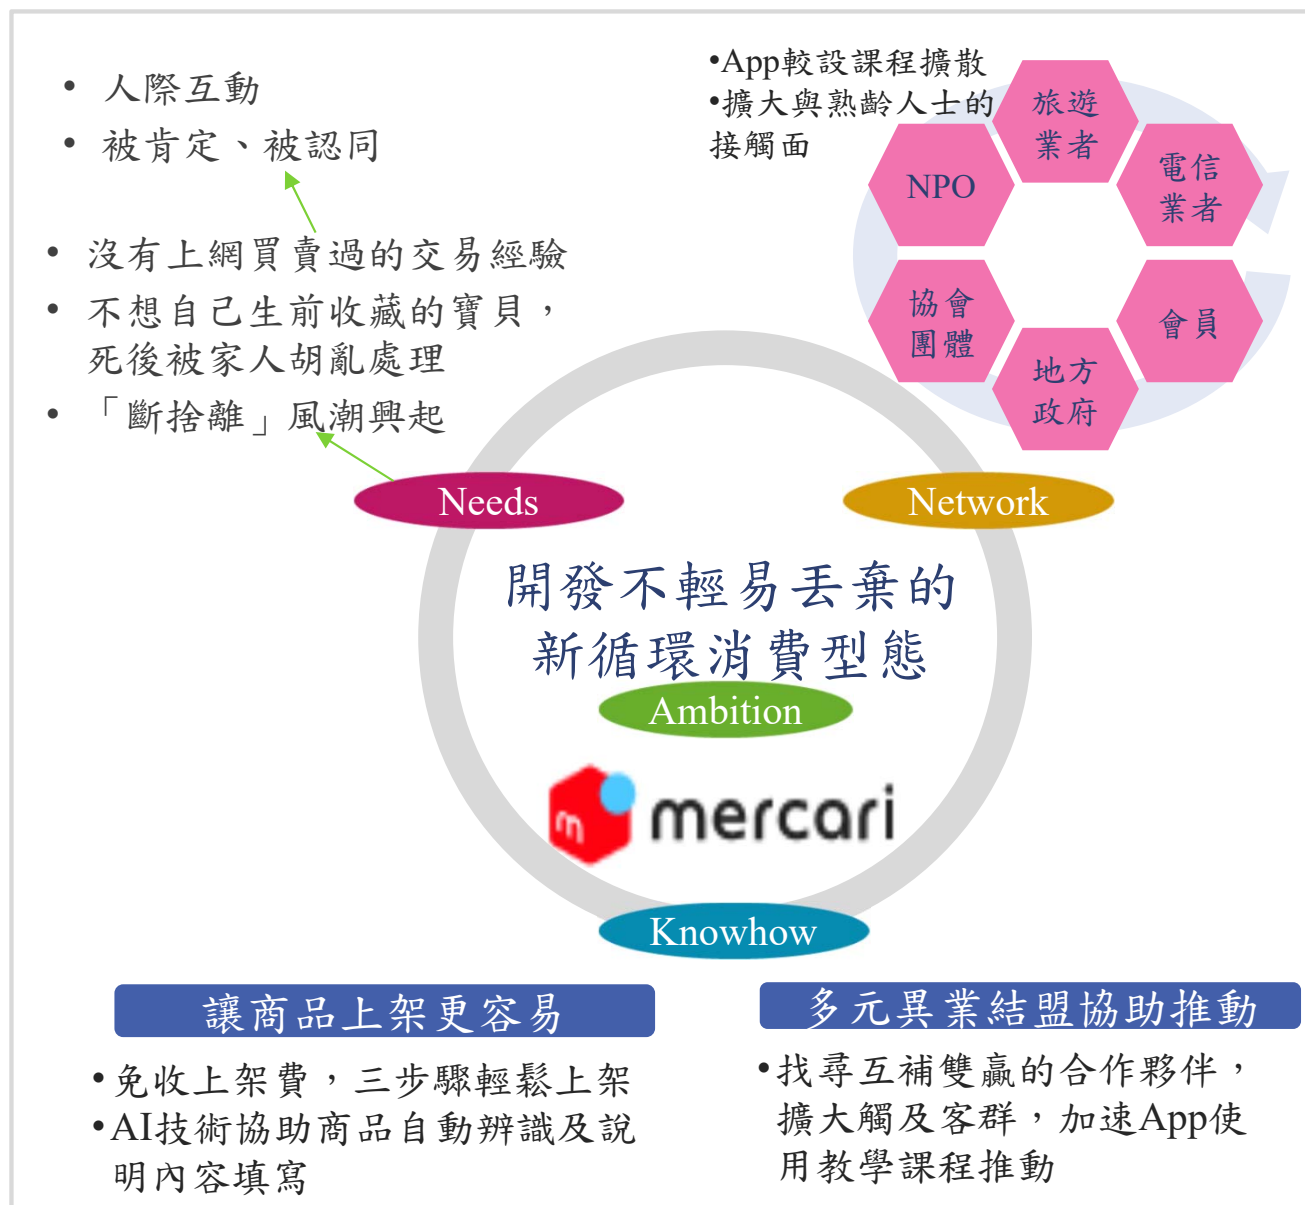 • 人際互動
• 被肯定、被認同
• 沒有上網買賣過的交易經驗
• 不想自己生前收藏的寶貝，
死後被家人胡亂處理
• 「斷捨離」風潮興起
•App較設課程擴散
•擴大與熟齡人士的
接觸面
旅遊
業者
電信
業者
會員
地方
政府
協會
團體
NPO
Needs
Network
開發不輕易丟棄的
新循環消費型態
Ambition
m mercari
Knowhow
讓商品上架更容易
•免收上架費，三步驟輕鬆上架
•AI技術協助商品自動辨識及說
明內容填寫
多元異業結盟協助推動
•找尋互補雙贏的合作夥伴，
擴大觸及客群，加速App使
用教學課程推動